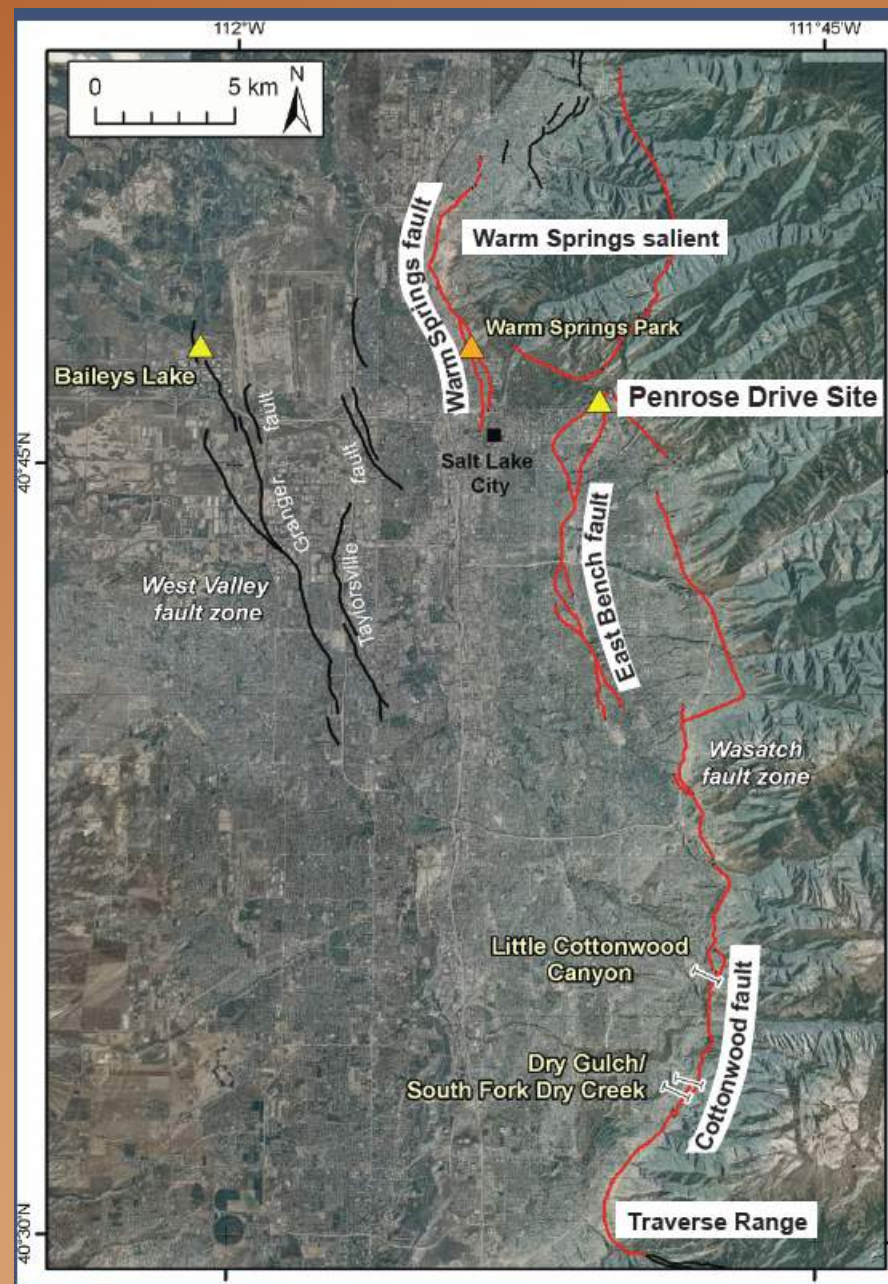 112°W
111°45'W
0
5 km
N
Warm Springs fault
Warm Springs salient
Warm Springs Park
Baileys Lake
Penrose Drive Site
40°45'N
Salt Lake
City
Granger fault
Taylorsville fault
East Bench fault
West Valley
fault zone
Wasatch
fault zone
Little Cottonwood
Canyon
Dry Gulch/
South Fork Dry Creek
Cottonwood fault
Traverse Range
40°30'N